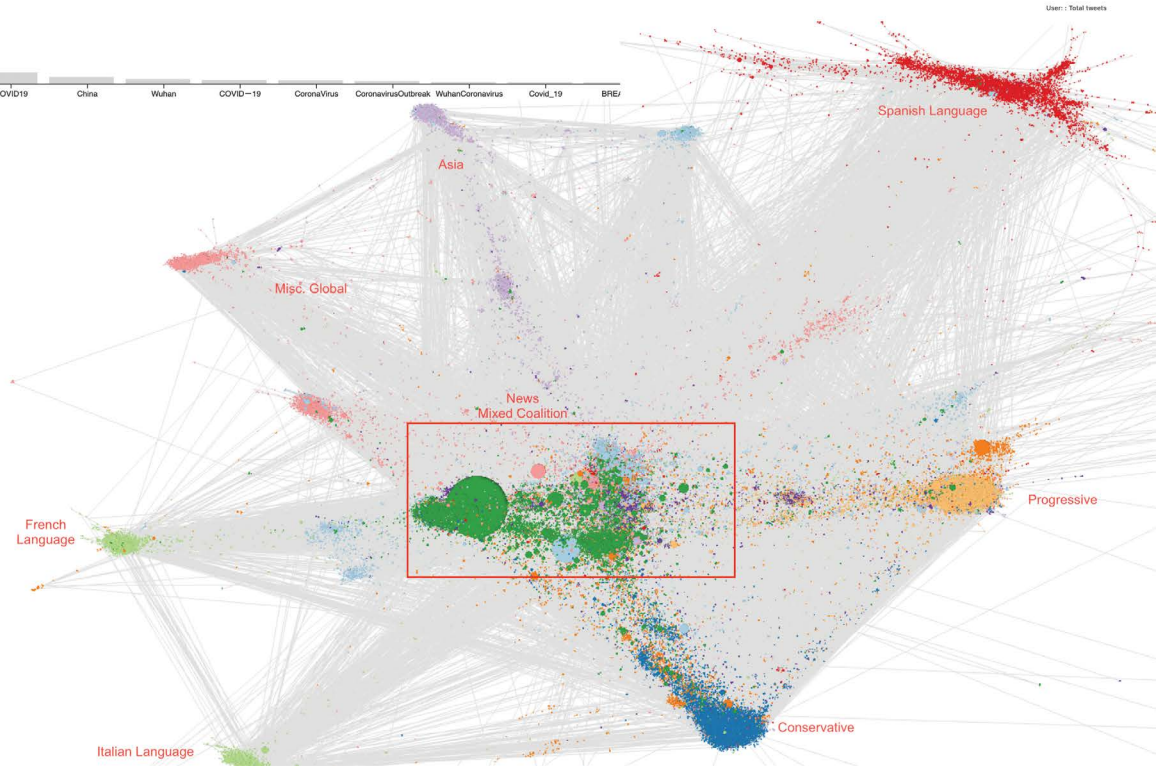 User: : Total tweets
OVID19
China
Wuhan
COVID−19
CoronaVirus
CoronavirusOutbreak
WuhanCoronavirus
Covid_19
BREA
Spanish Language
Asia
Misc. Global
News
Mixed Coalition
French
Language
Progressive
Conservative
Italian Language